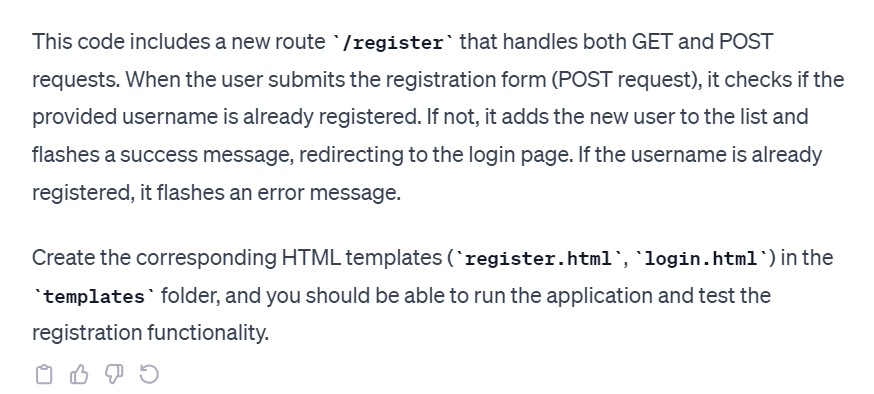 This code includes a new route `/register` that handles both GET and POST
requests. When the user submits the registration form (POST request), it checks if the
provided username is already registered. If not, it adds the new user to the list and
flashes a success message, redirecting to the login page. If the username is already
registered, it flashes an error message.
Create the corresponding HTML templates (`register.html`, `login.html`) in the
`templates` folder, and you should be able to run the application and test the
registration functionality.